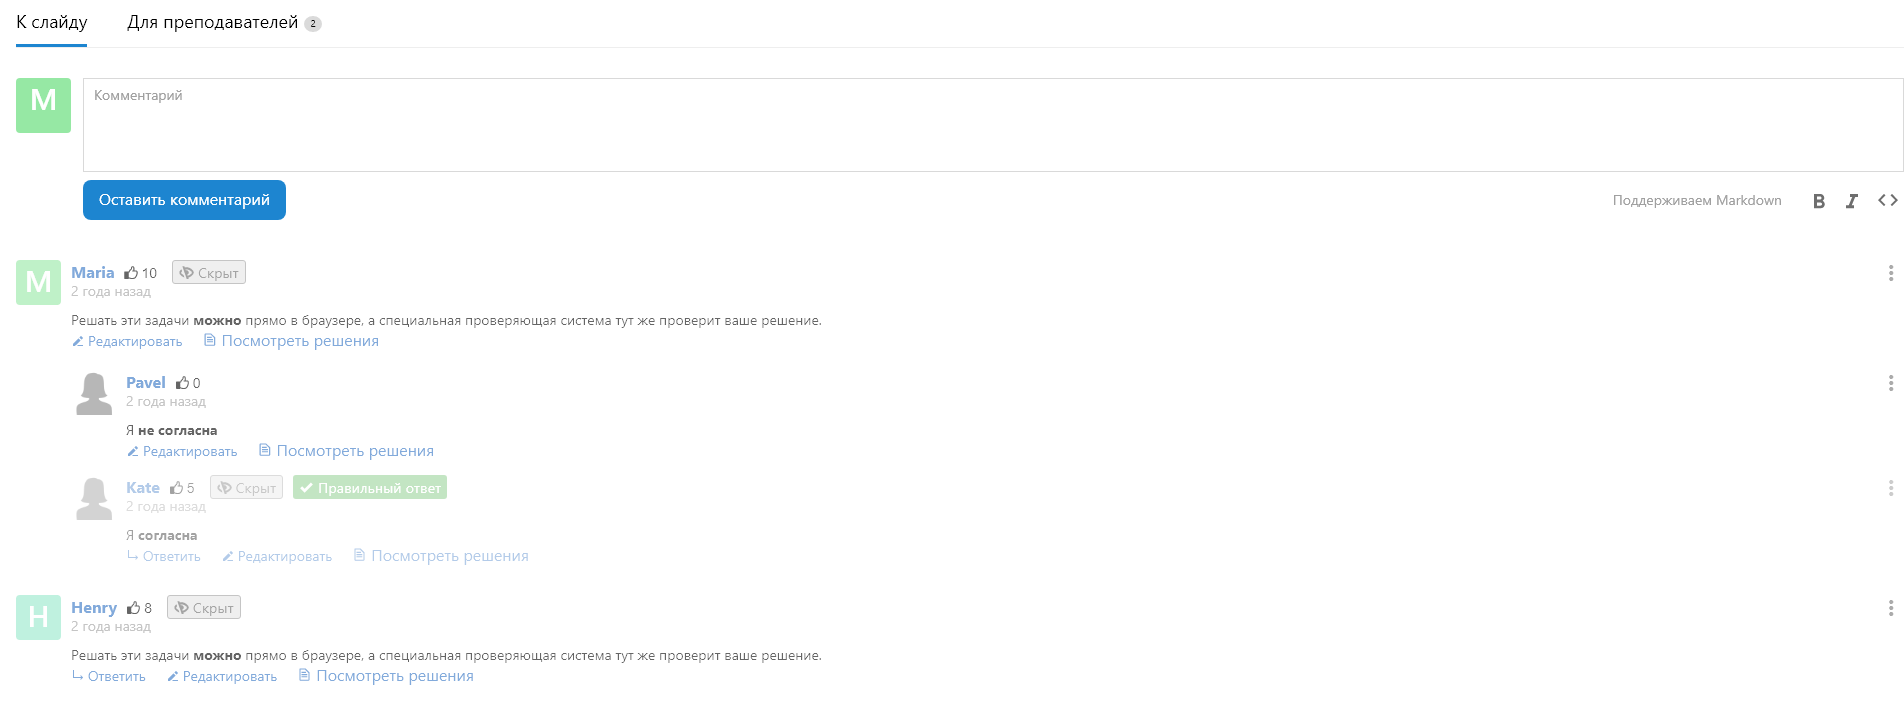 К слайду Для преподавателей 2
M Комментарий
Оставить комментарий Поддерживаем Markdown B I <>
M Maria 10 Скрыт
2 года назад
Решать эти задачи можно прямо в браузере, а специальная проверяющая система тут же проверит ваше решение.
Редактировать Посмотреть решения
Pavel 0
2 года назад
Я не согласна
Редактировать Посмотреть решения
Kate 5 Скрыт Правильный ответ
2 года назад
Я согласна
Ответить Редактировать Посмотреть решения
H Henry 8 Скрыт
2 года назад
Решать эти задачи можно прямо в браузере, а специальная проверяющая система тут же проверит ваше решение.
Ответить Редактировать Посмотреть решения